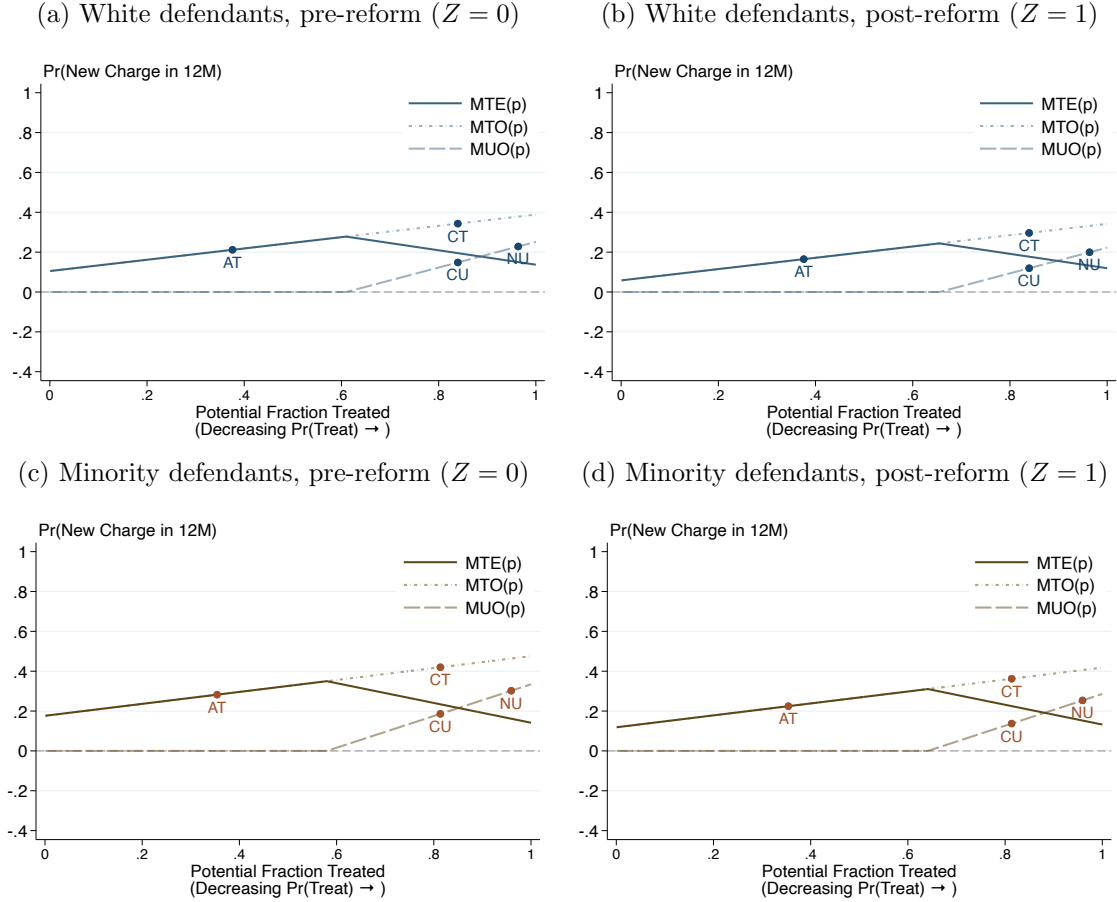 (a) White defendants, pre-reform (Z = 0)
Pr(New Charge in 12M)
1
.8
.6
.4
.2
0
-.2
-.4
MTE(p)
MTO(p)
MUO(p)
AT
CT
CU
NU
0 .2 .4 .6 .8 1
Potential Fraction Treated
(Decreasing Pr(Treat) → )
(b) White defendants, post-reform (Z = 1)
Pr(New Charge in 12M)
1
.8
.6
.4
.2
0
-.2
-.4
MTE(p)
MTO(p)
MUO(p)
AT
CT
CU
NU
0 .2 .4 .6 .8 1
Potential Fraction Treated
(Decreasing Pr(Treat) → )
(c) Minority defendants, pre-reform (Z = 0)
Pr(New Charge in 12M)
1
.8
.6
.4
.2
0
-.2
-.4
MTE(p)
MTO(p)
MUO(p)
AT
CT
CU
NU
0 .2 .4 .6 .8 1
Potential Fraction Treated
(Decreasing Pr(Treat) → )
(d) Minority defendants, post-reform (Z = 1)
Pr(New Charge in 12M)
1
.8
.6
.4
.2
0
-.2
-.4
MTE(p)
MTO(p)
MUO(p)
AT
CT
CU
NU
0 .2 .4 .6 .8 1
Potential Fraction Treated
(Decreasing Pr(Treat) → )